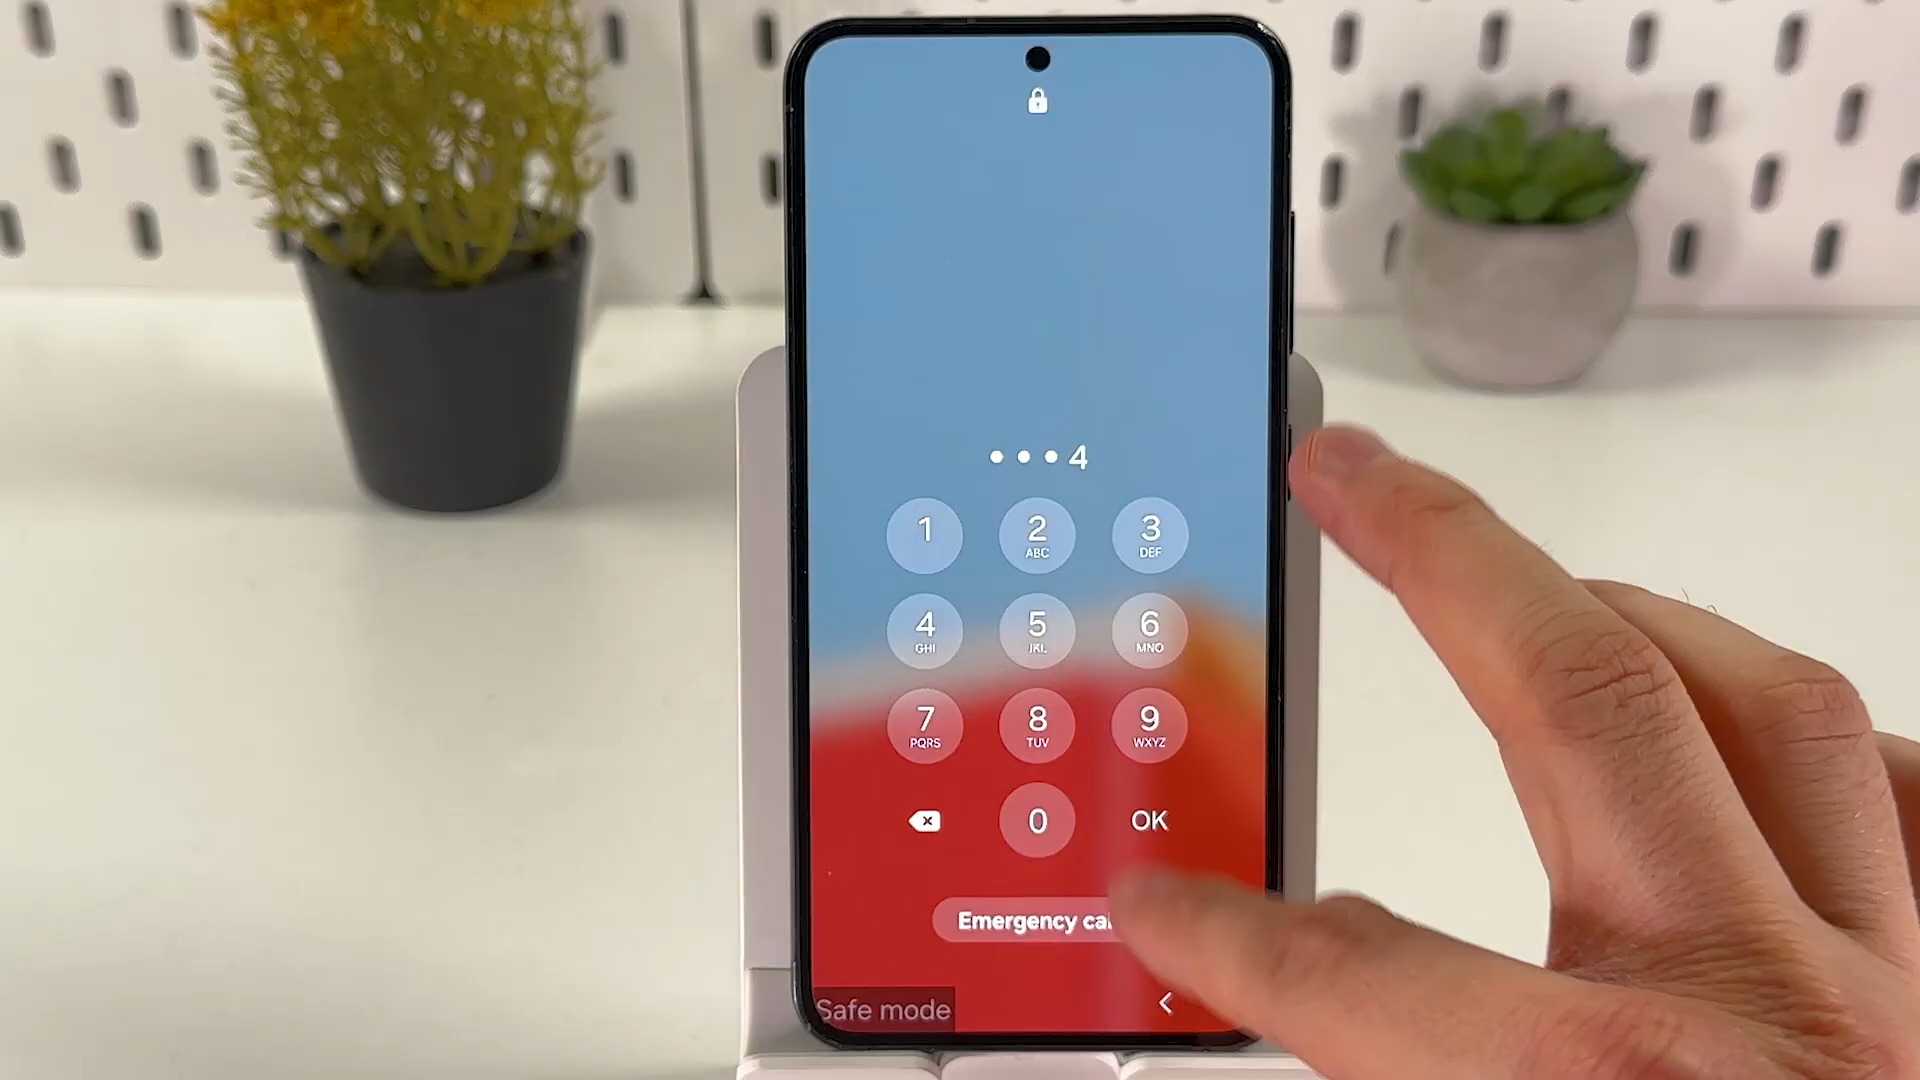 •••4
1
2
ABC
3
DEF
4
GHI
5
JKL
6
MNO
7
PQRS
8
TUV
9
WXYZ
0
OK
Emergency cal
Safe mode